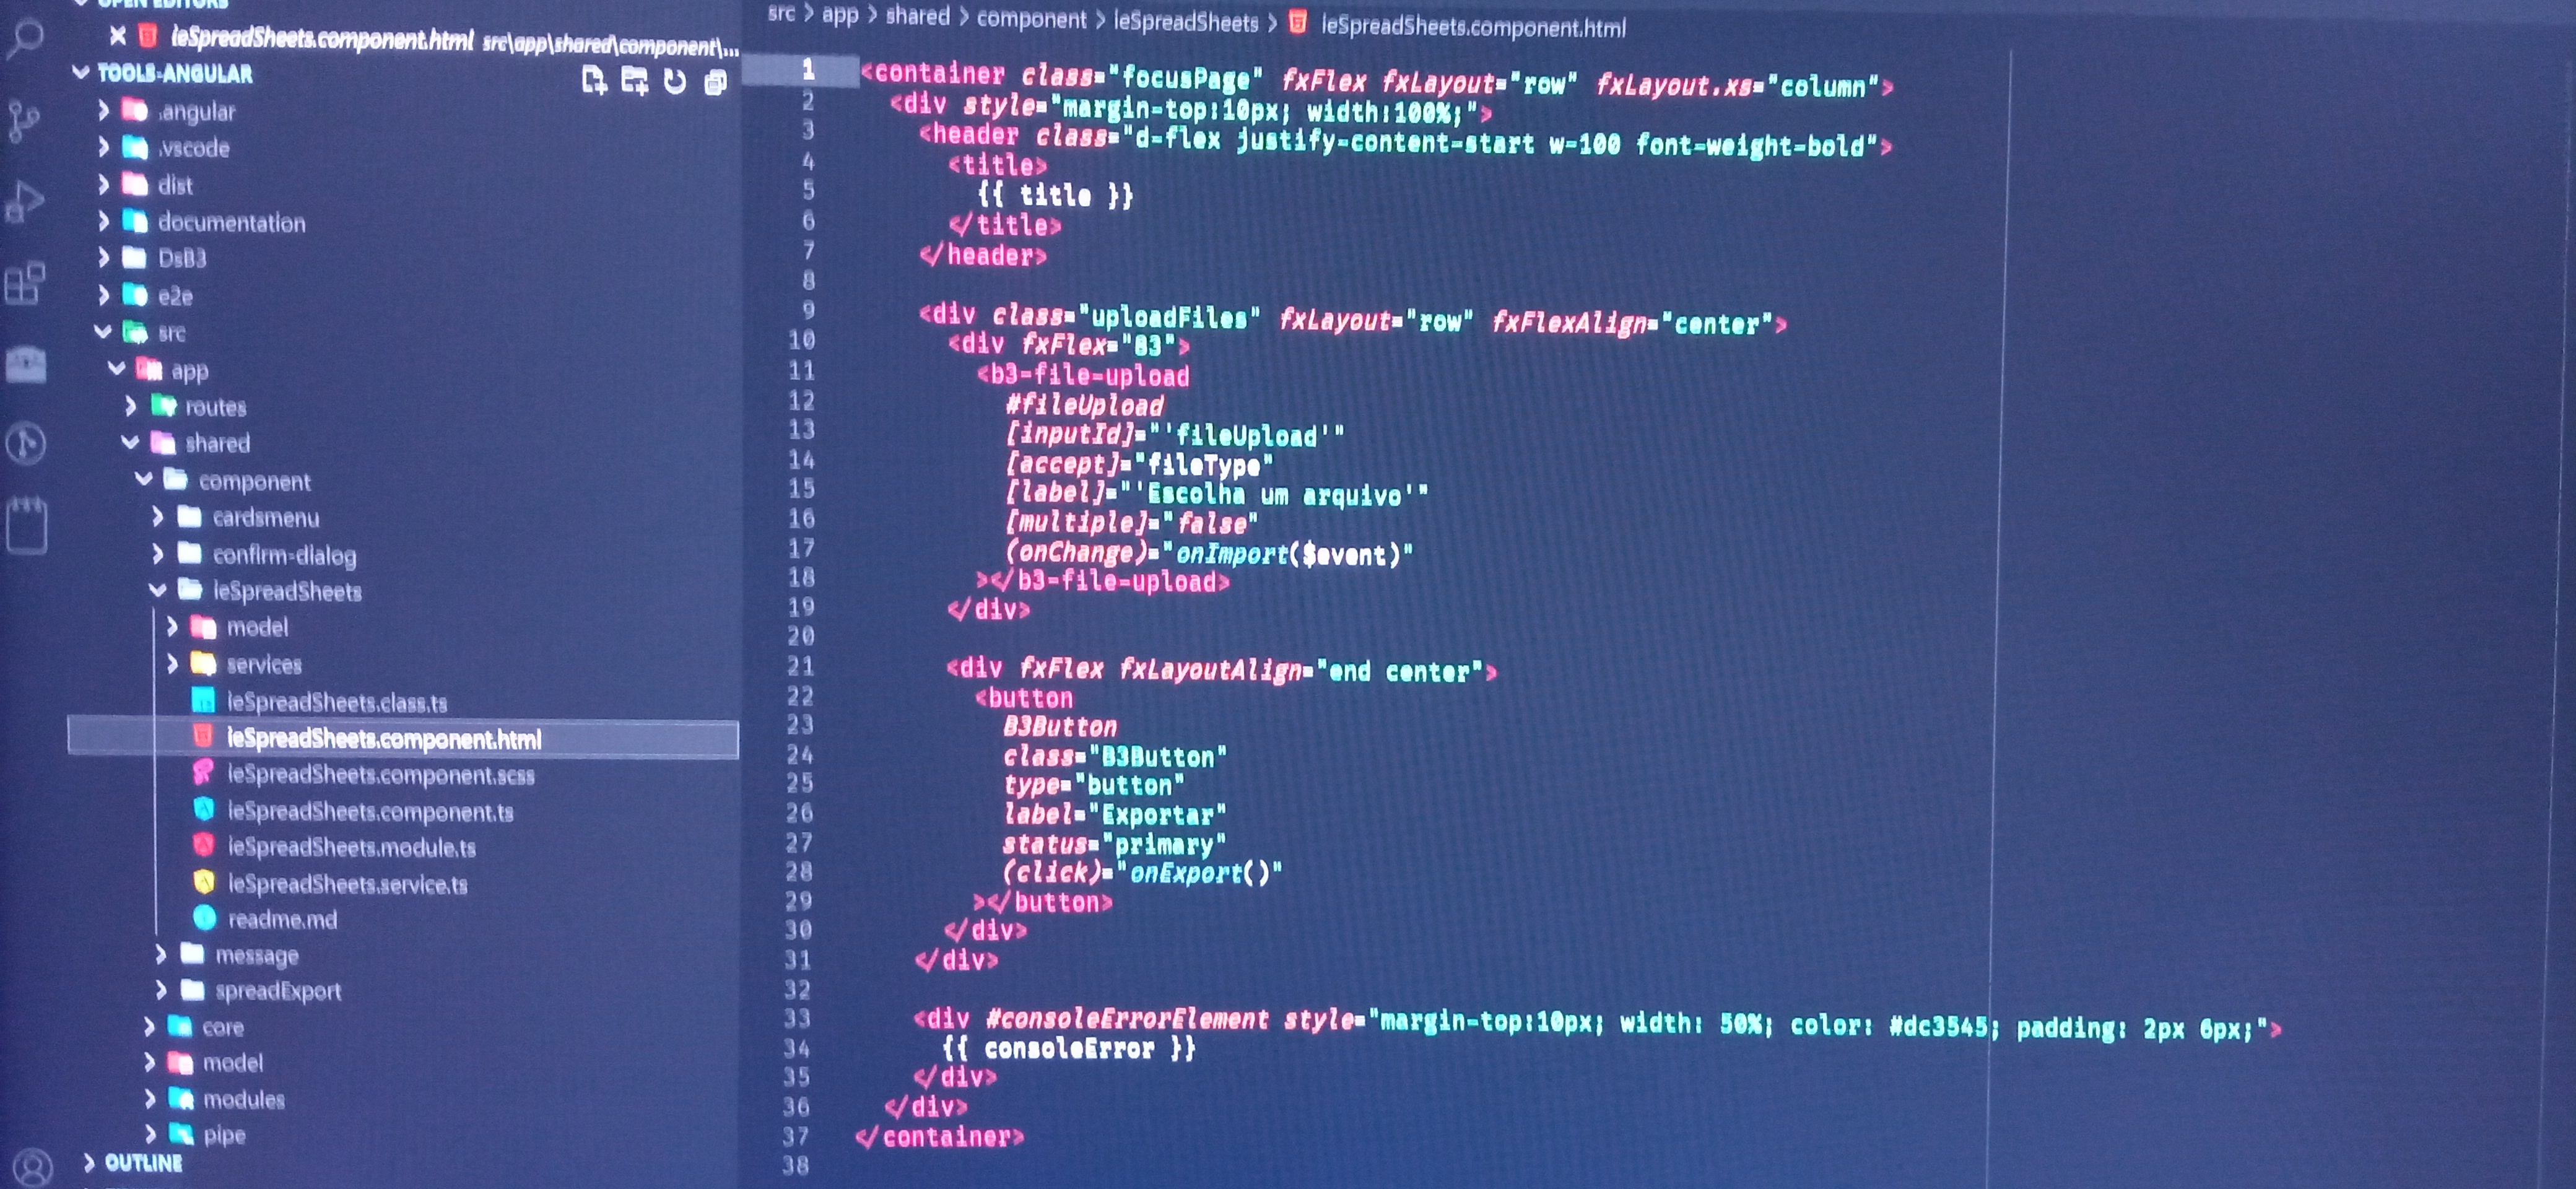 OPEN EDITORS
ieSpreadSheets.component.html src\app\shared\component\...
TOOLS-ANGULAR
.angular
.vscode
dist
documentation
DsB3
e2e
src
app
routes
shared
component
cardsmenu
confirm-dialog
ieSpreadSheets
model
services
ieSpreadSheets.class.ts
ieSpreadSheets.component.html
ieSpreadSheets.component.scss
ieSpreadSheets.component.ts
ieSpreadSheets.module.ts
ieSpreadSheets.service.ts
readme.md
message
spreadExport
core
model
modules
pipe
OUTLINE
src > app > shared > component > ieSpreadSheets > ieSpreadSheets.component.html
1 <container class="focusPage" fxFlex fxLayout="row" fxLayout.xs="column">
2 <div style="margin-top:10px; width:100%;">
3 <header class="d-flex justify-content-start w-100 font-weight-bold">
4 <title>
5 {{ title }}
6 </title>
7 </header>
8
9 <div class="uploadFiles" fxLayout="row" fxFlexAlign="center">
10 <div fxFlex="83">
11 <b3-file-upload
12 #fileUpload
13 [inputId]="'fileUpload'"
14 [accept]="fileType"
15 [label]="'Escolha um arquivo'"
16 [multiple]="false"
17 (onChange)="onImport($event)"
18 ></b3-file-upload>
19 </div>
20
21 <div fxFlex fxLayoutAlign="end center">
22 <button
23 B3Button
24 class="B3Button"
25 type="button"
26 label="Exportar"
27 status="primary"
28 (click)="onExport()"
29 ></button>
30 </div>
31 </div>
32
33 <div #consoleErrorElement style="margin-top:10px; width: 50%; color: #dc3545; padding: 2px 6px;">
34 {{ consoleError }}
35 </div>
36 </div>
37 </container>
38